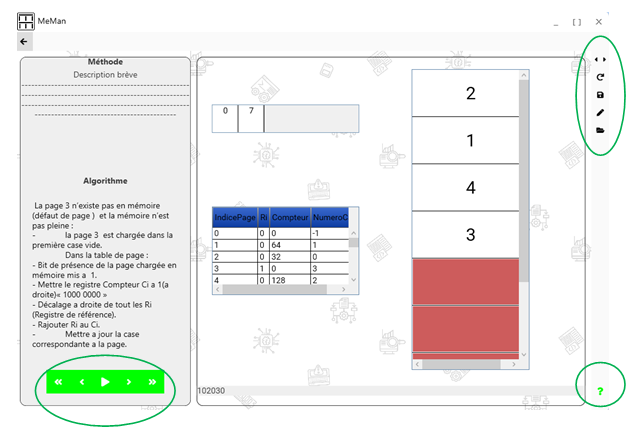 MeMan
Méthode
Description brève
Algorithme
La page 3 n'existe pas en mémoire
(défaut de page ) et la mémoire n'est
pas pleine :
- la page 3 est chargée dans la
première case vide.
Dans la table de page :
- Bit de présence de la page chargée en
mémoire mis a 1.
- Mettre le registre Compteur Ci a 1(a
droite)« 1000 0000 »
- Décalage a droite de tout les Ri
(Registre de référence).
- Rajouter Ri au Ci.
- Mettre a jour la case
correspondante a la page.
0 7
IndicePage Ri Compteur NumeroC
0 0 0 -1
1 0 64 1
2 0 32 0
3 1 0 3
4 0 128 2
2
1
4
3
102030
?